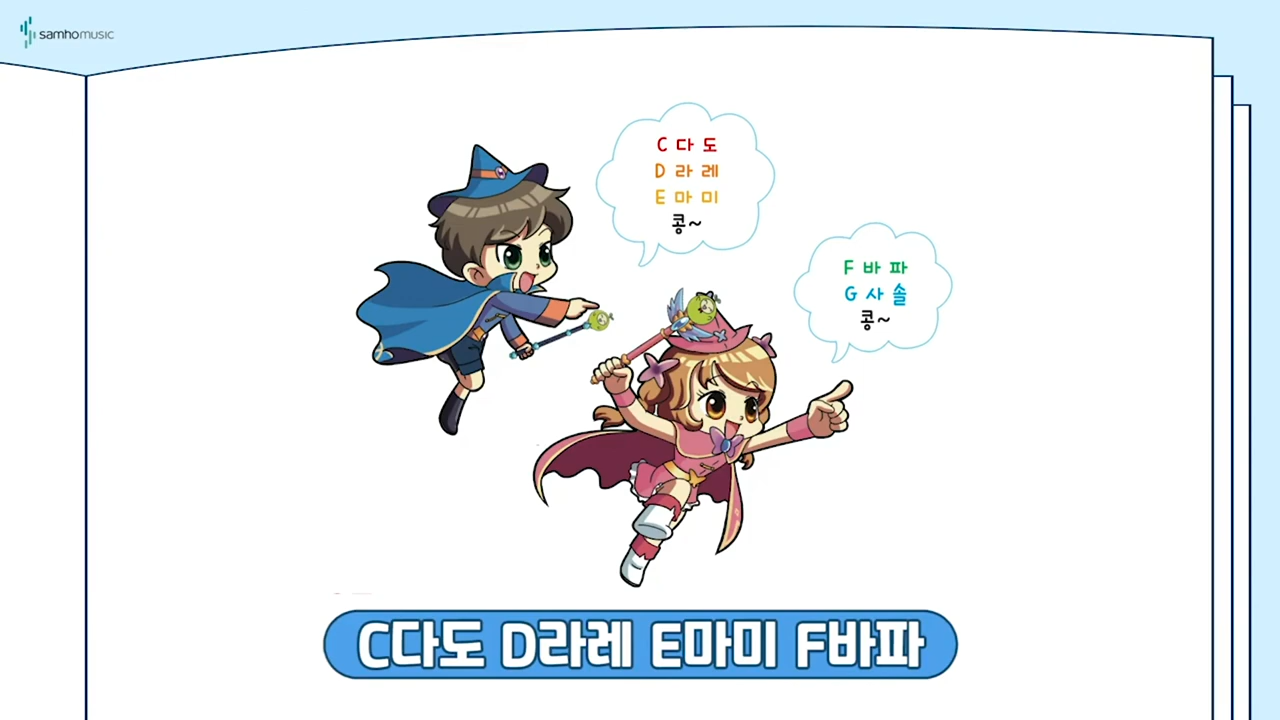 samhomusic
C 다 도
D 라 레
E 마 미
콩~
F 바 파
G 사 솔
콩~
C다도 D라레 E마미 F바파